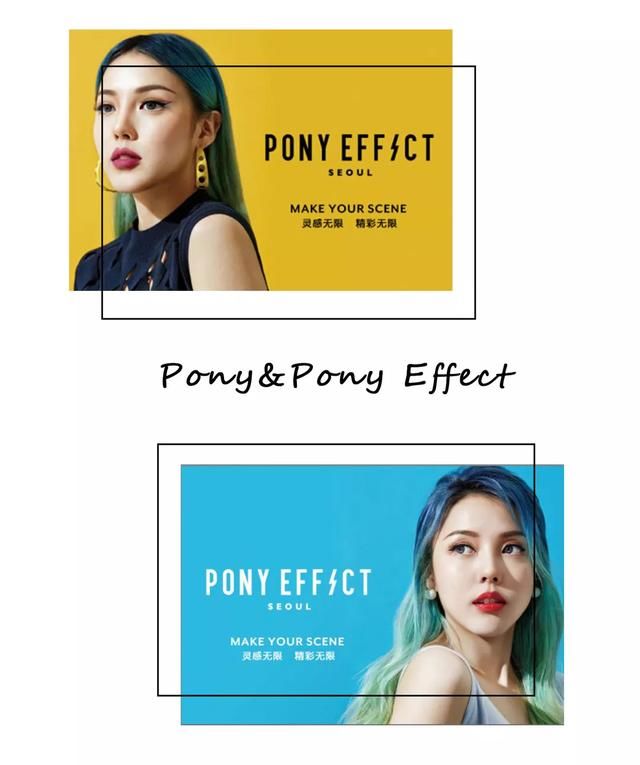 PONY EFFECT
SEOUL
MAKE YOUR SCENE
灵感无限 精彩无限
Pony&Pony Effect
PONY EFFECT
SEOUL
MAKE YOUR SCENE
灵感无限 精彩无限